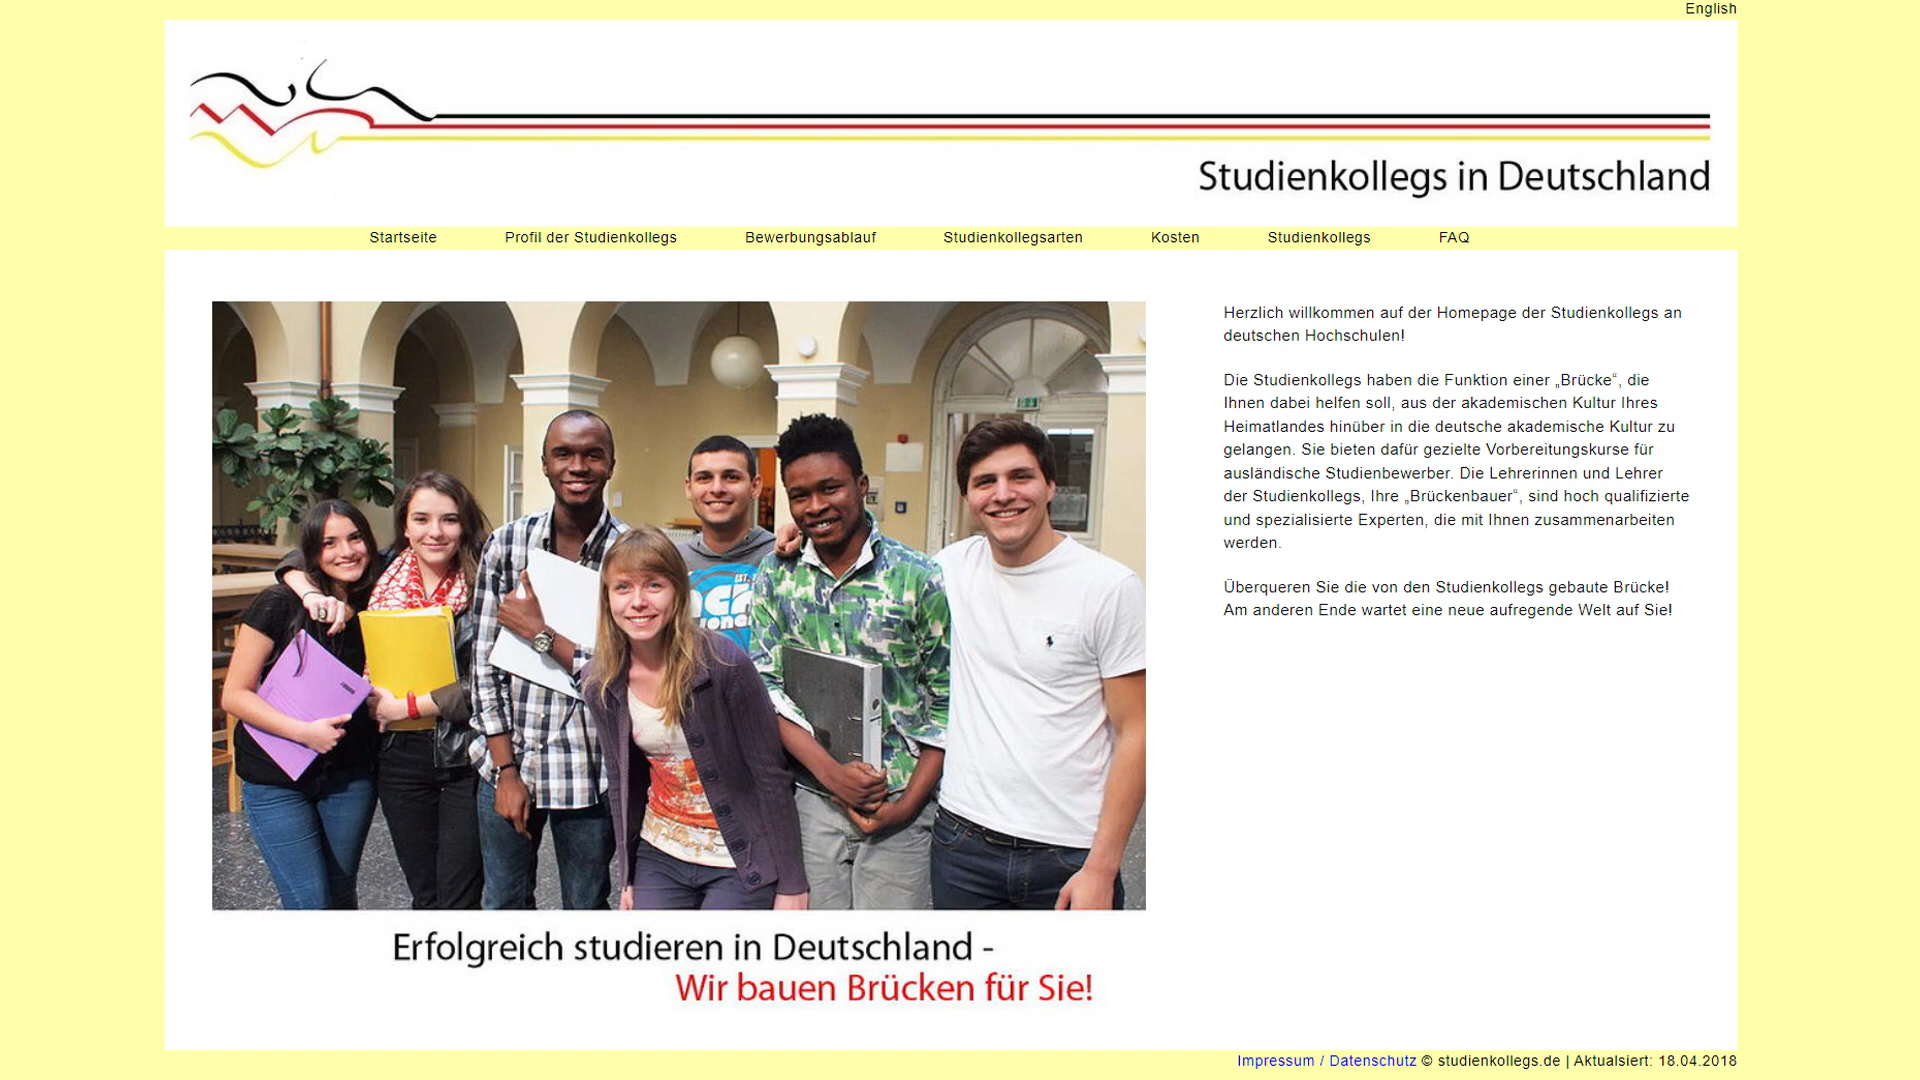 English
Studienkollegs in Deutschland
Startseite Profil der Studienkollegs Bewerbungsablauf Studienkollegsarten Kosten Studienkollegs FAQ
Herzlich willkommen auf der Homepage der Studienkollegs an
deutschen Hochschulen!
Die Studienkollegs haben die Funktion einer „Brücke“, die
Ihnen dabei helfen soll, aus der akademischen Kultur Ihres
Heimatlandes hinüber in die deutsche akademische Kultur zu
gelangen. Sie bieten dafür gezielte Vorbereitungskurse für
ausländische Studienbewerber. Die Lehrerinnen und Lehrer
der Studienkollegs, Ihre „Brückenbauer“, sind hoch qualifizierte
und spezialisierte Experten, die mit Ihnen zusammenarbeiten
werden.
Überqueren Sie die von den Studienkollegs gebaute Brücke!
Am anderen Ende wartet eine neue aufregende Welt auf Sie!
Erfolgreich studieren in Deutschland -
Wir bauen Brücken für Sie!
Impressum / Datenschutz © studienkollegs.de | Aktualsiert: 18.04.2018